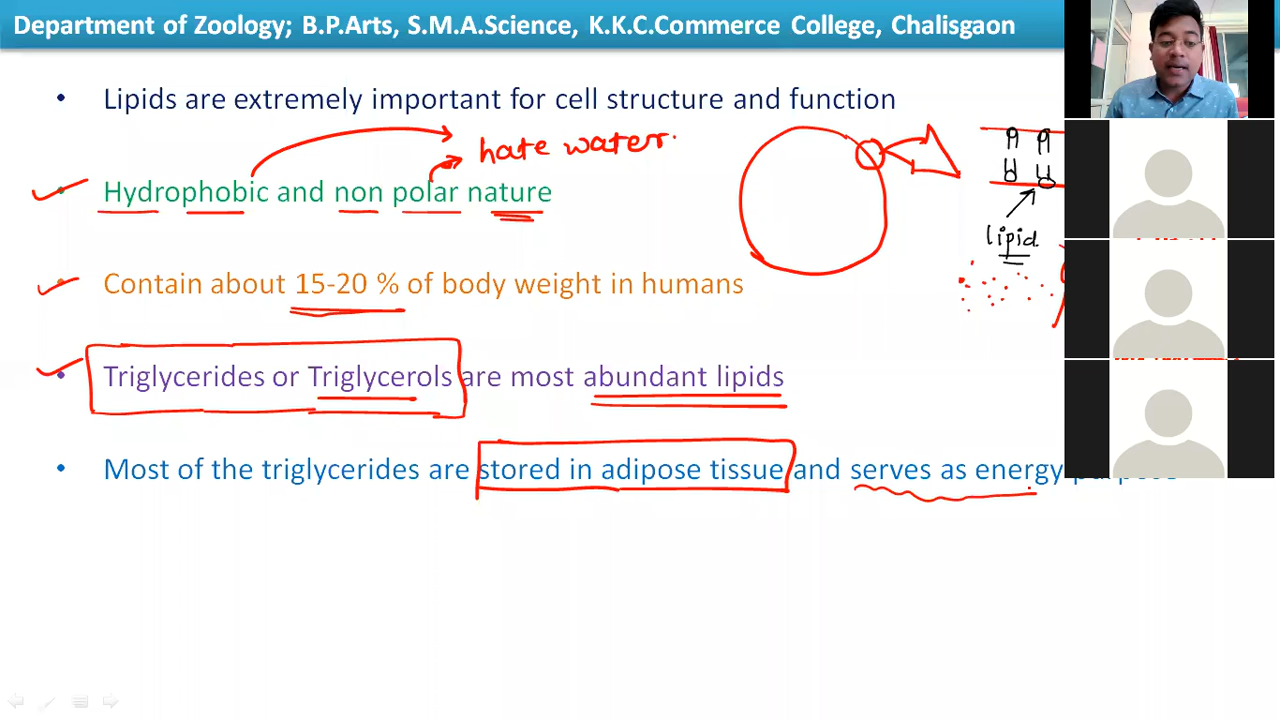 Department of Zoology; B.P.Arts, S.M.A.Science, K.K.C.Commerce College, Chalisgaon
• Lipids are extremely important for cell structure and function
hate water.
• Hydrophobic and non polar nature
lipid
• Contain about 15-20 % of body weight in humans
• Triglycerides or Triglycerols are most abundant lipids
• Most of the triglycerides are stored in adipose tissue and serves as energy